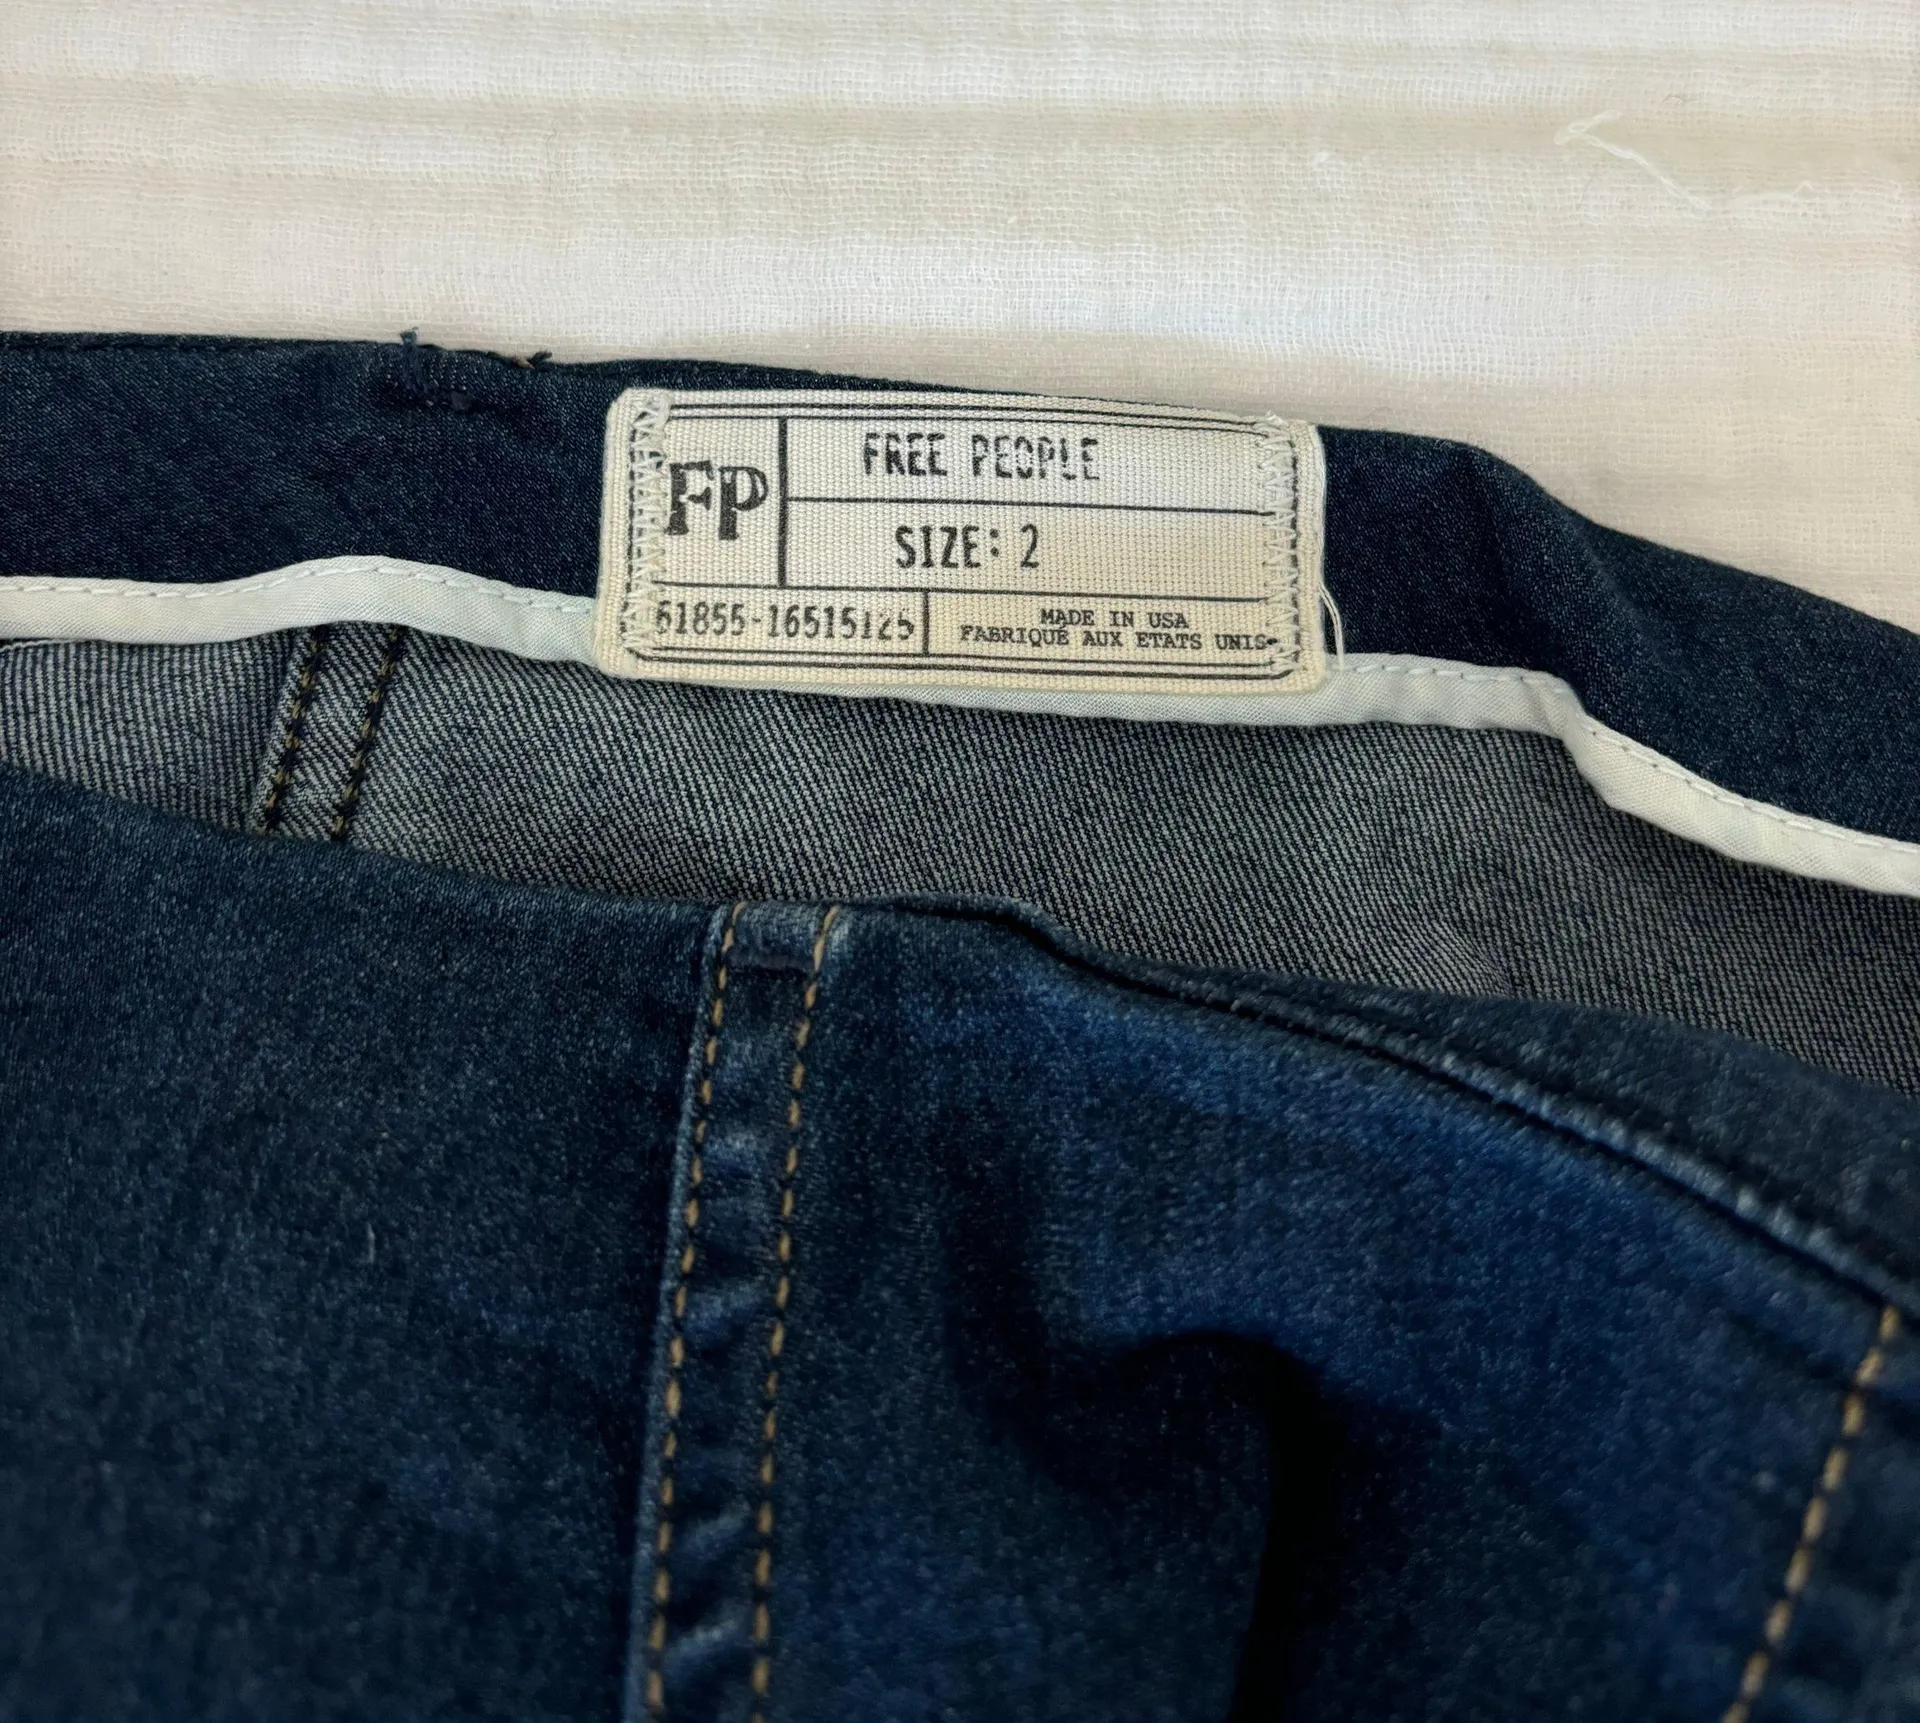 FP
FREE PEOPLE
SIZE: 2
61855-16515125
MADE IN USA
FABRIQUÉ AUX ETATS UNIS